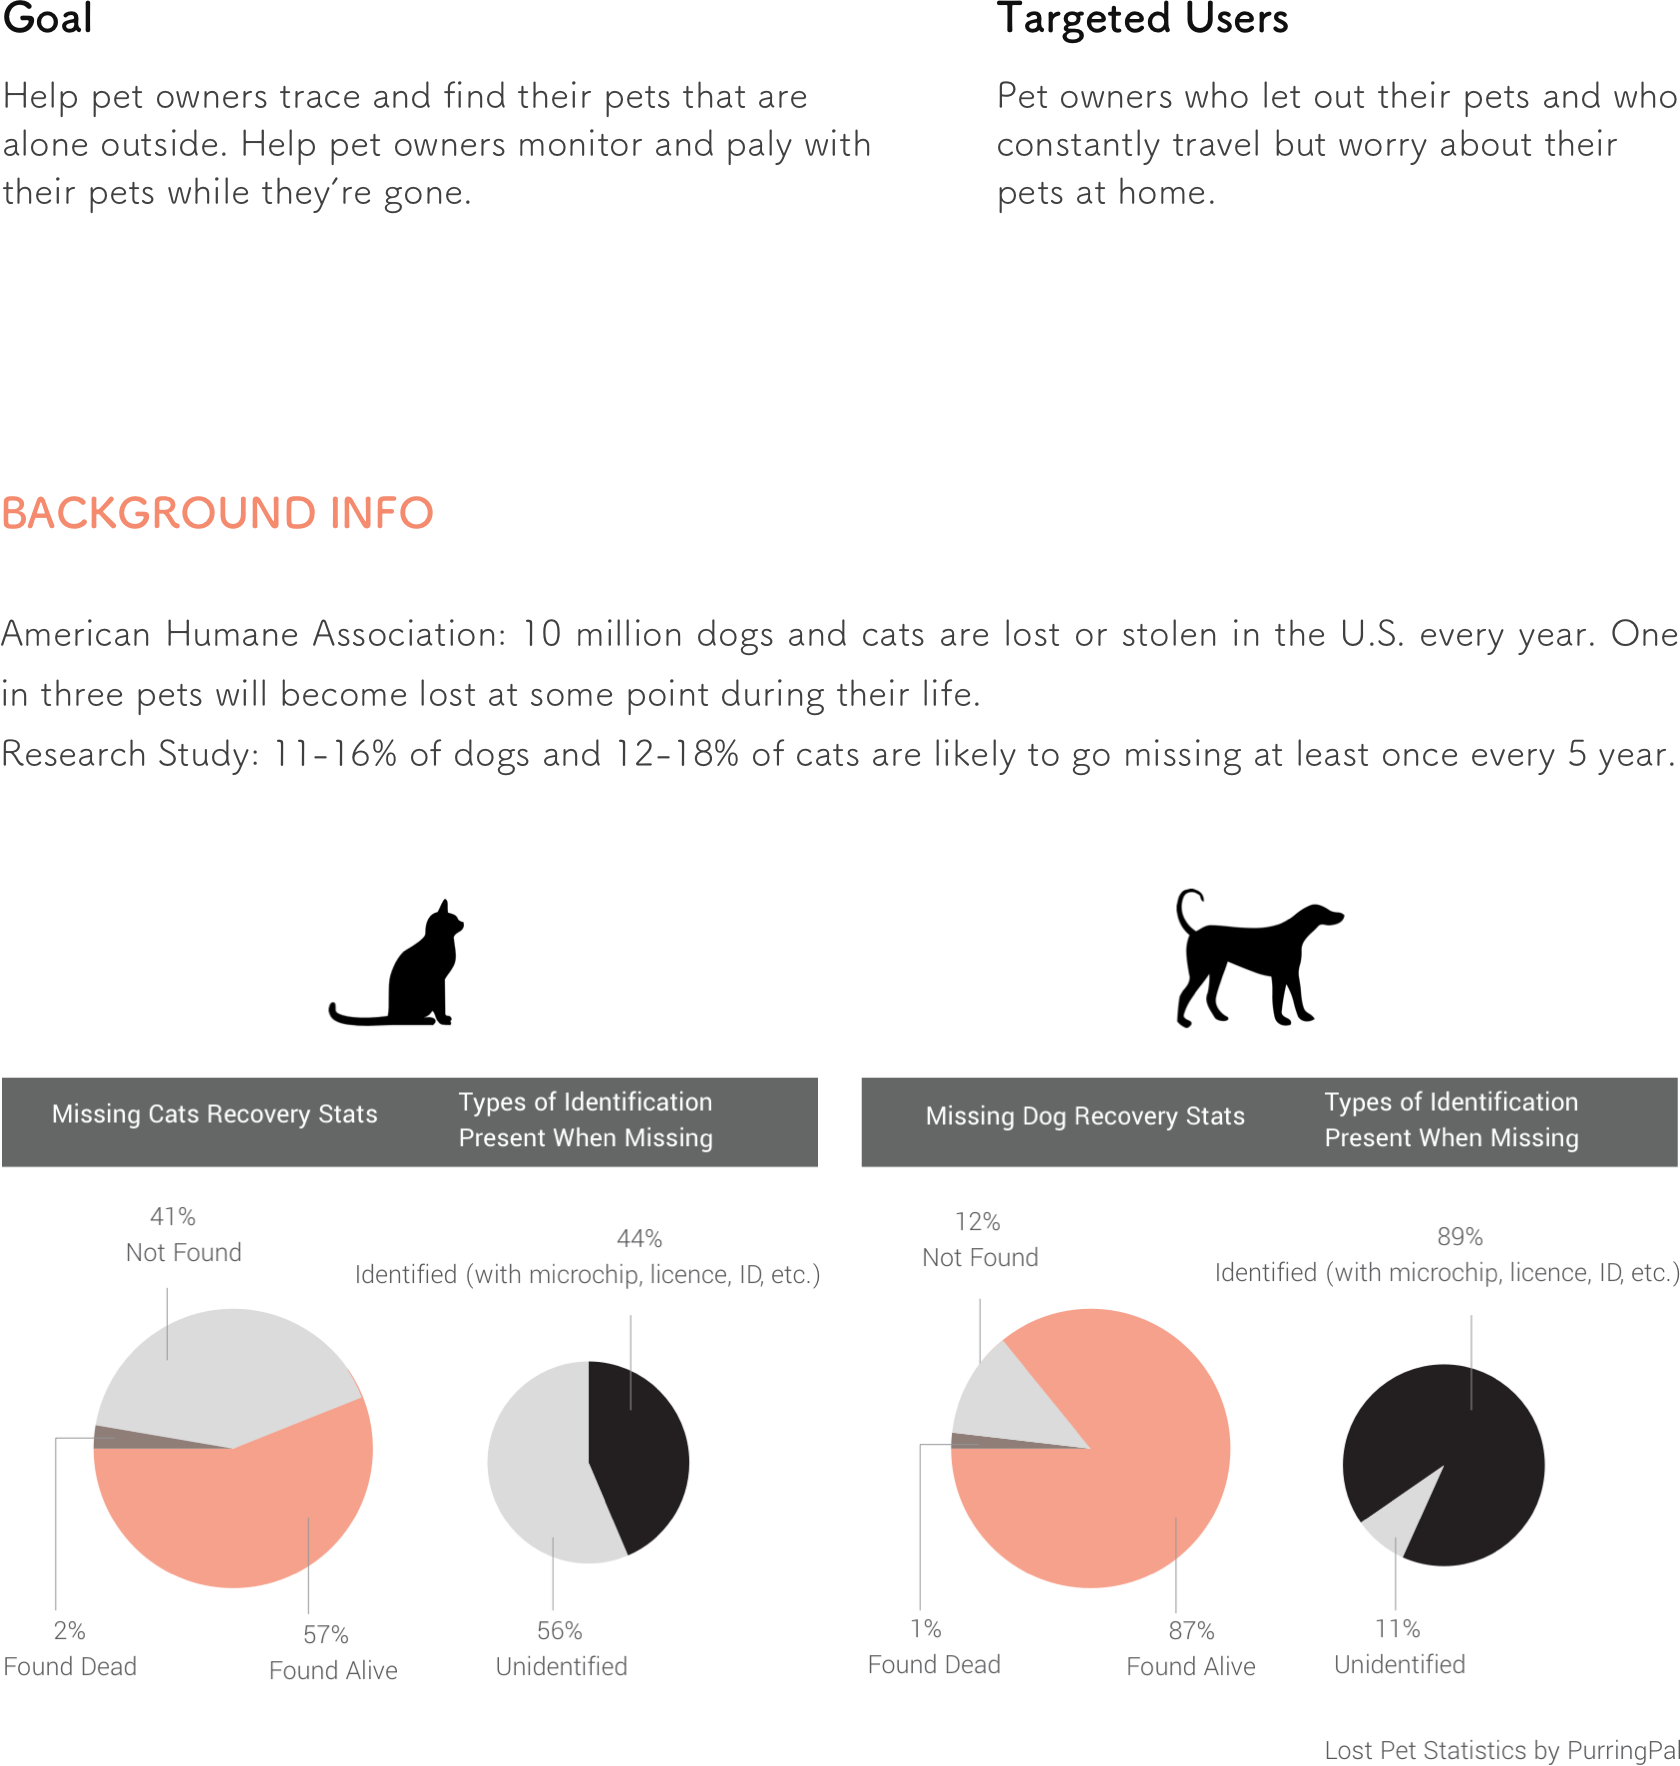 Goal
Help pet owners trace and find their pets that are
alone outside. Help pet owners monitor and paly with
their pets while they're gone.
Targeted Users
Pet owners who let out their pets and who
constantly travel but worry about their
pets at home.
BACKGROUND INFO
American Humane Association: 10 million dogs and cats are lost or stolen in the U.S. every year. One
in three pets will become lost at some point during their life.
Research Study: 11-16% of dogs and 12-18% of cats are likely to go missing at least once every 5 year.
Missing Cats Recovery Stats
Types of Identification
Present When Missing
41%
Not Found
44%
Identified (with microchip, licence, ID, etc.)
2%
Found Dead
57%
Found Alive
56%
Unidentified
Missing Dog Recovery Stats
Types of Identification
Present When Missing
12%
Not Found
89%
Identified (with microchip, licence, ID, etc.)
1%
Found Dead
87%
Found Alive
11%
Unidentified
Lost Pet Statistics by PurringPal